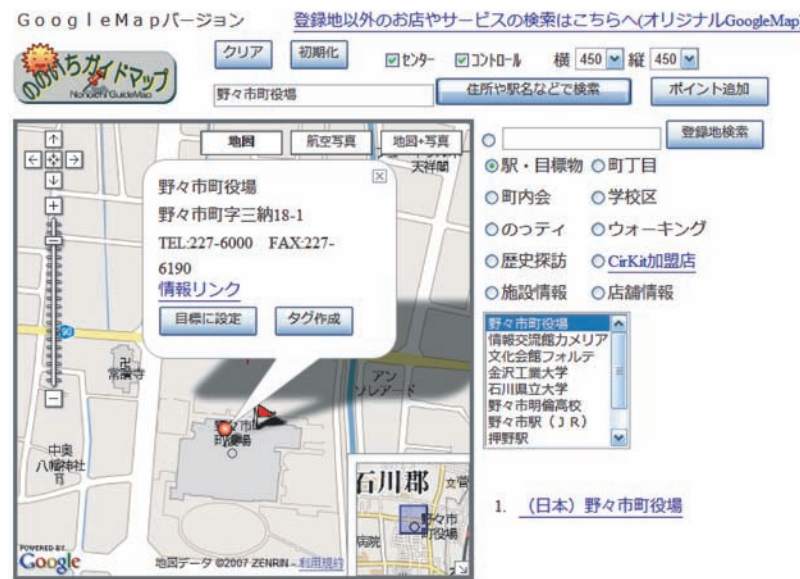 GoogleMapバージョン
登録地以外のお店やサービスの検索はこちらへ(オリジナルGoogleMap)
クリア 初期化 センター コントロール 横 450 縦 450
ののいちガイドマップ
Nonoichi GuideMap
野々市町役場 住所や駅名などで検索 ポイント追加
地図 航空写真 地図+写真
天祥閣
野々市町役場
野々市町字三納18-1
TEL:227-6000 FAX:227-
6190
情報リンク
目標に設定 タグ作成
常讃寺
アン
ソレアード
野々市
町役場
中奥
八幡神社
石川郡
文菅
野々市
町役場
病院
POWERED BY
Google
地図データ ©2007 ZENRIN - 利用規約
登録地検索
駅・目標物 町丁目
町内会 学校区
のっティ ウォーキング
歴史探訪 CirKit加盟店
施設情報 店舗情報
野々市町役場
情報交流館カメリア
文化会館フォルテ
金沢工業大学
石川県立大学
野々市明倫高校
野々市駅(JR)
押野駅
1. (日本)野々市町役場